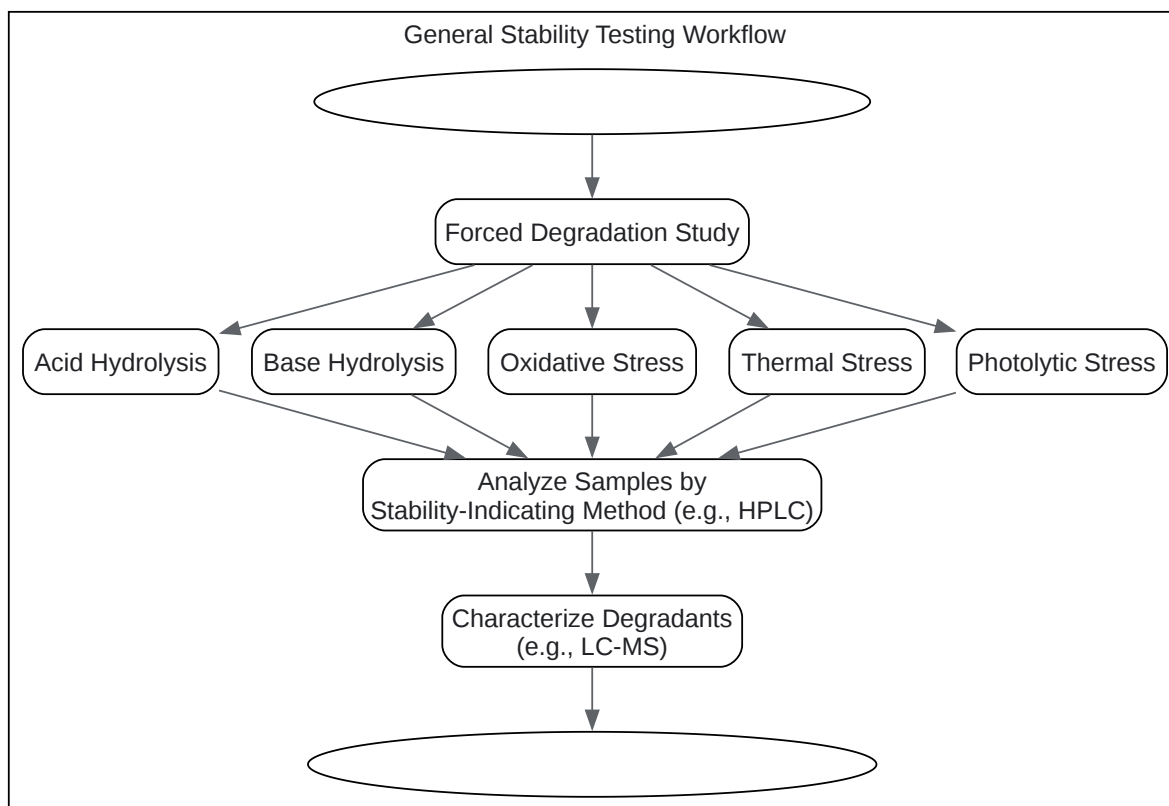 General Stability Testing Workflow
Forced Degradation Study
Acid Hydrolysis
Base Hydrolysis
Oxidative Stress
Thermal Stress
Photolytic Stress
Analyze Samples by
Stability-Indicating Method (e.g., HPLC)
Characterize Degradants
(e.g., LC-MS)